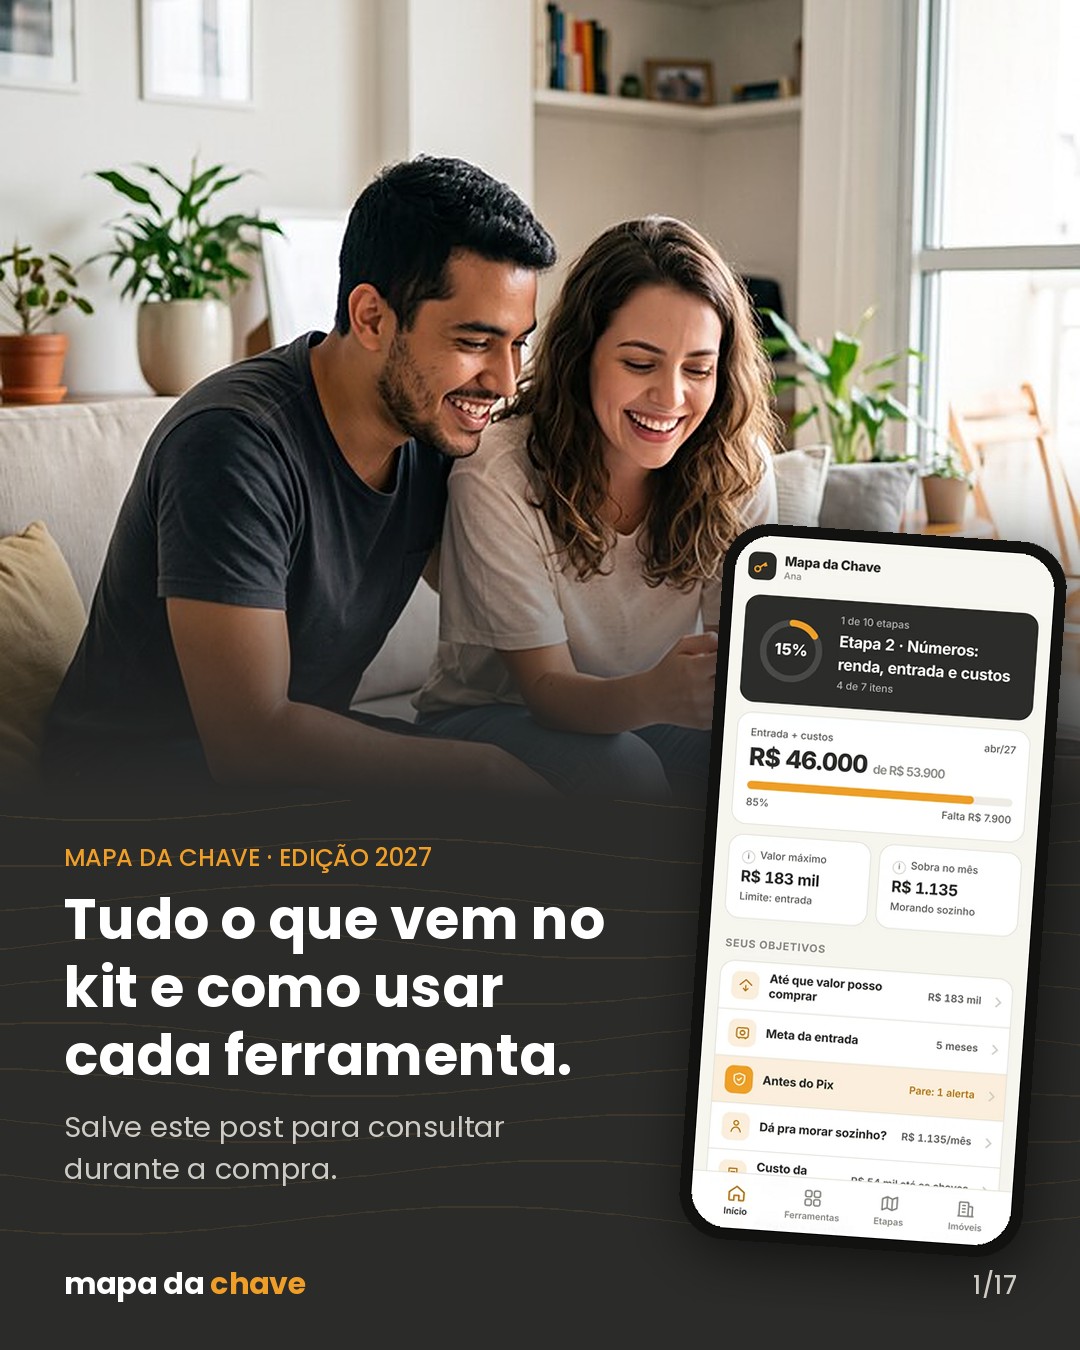 Mapa da Chave
Ana
15%
1 de 10 etapas
Etapa 2 · Números:
renda, entrada e custos
4 de 7 itens
Entrada + custos
abr/27
R$ 46.000 de R$ 53.900
85%
Falta R$ 7.900
Valor máximo
R$ 183 mil
Limite: entrada
Sobra no mês
R$ 1.135
Morando sozinho
SEUS OBJETIVOS
Até que valor posso
comprar
R$ 183 mil
Meta da entrada
5 meses
Antes do Pix
Pare: 1 alerta
Dá pra morar sozinho?
R$ 1.135/mês
Custo da
Início
Ferramentas
Etapas
Imóveis
MAPA DA CHAVE · EDIÇÃO 2027
Tudo o que vem no
kit e como usar
cada ferramenta.
Salve este post para consultar
durante a compra.
mapa da chave
1/17